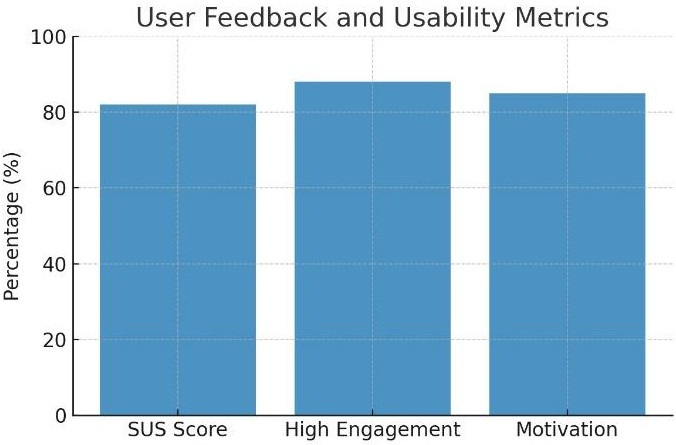 User Feedback and Usability Metrics
Percentage (%)
100
80
60
40
20
0
SUS Score
High Engagement
Motivation